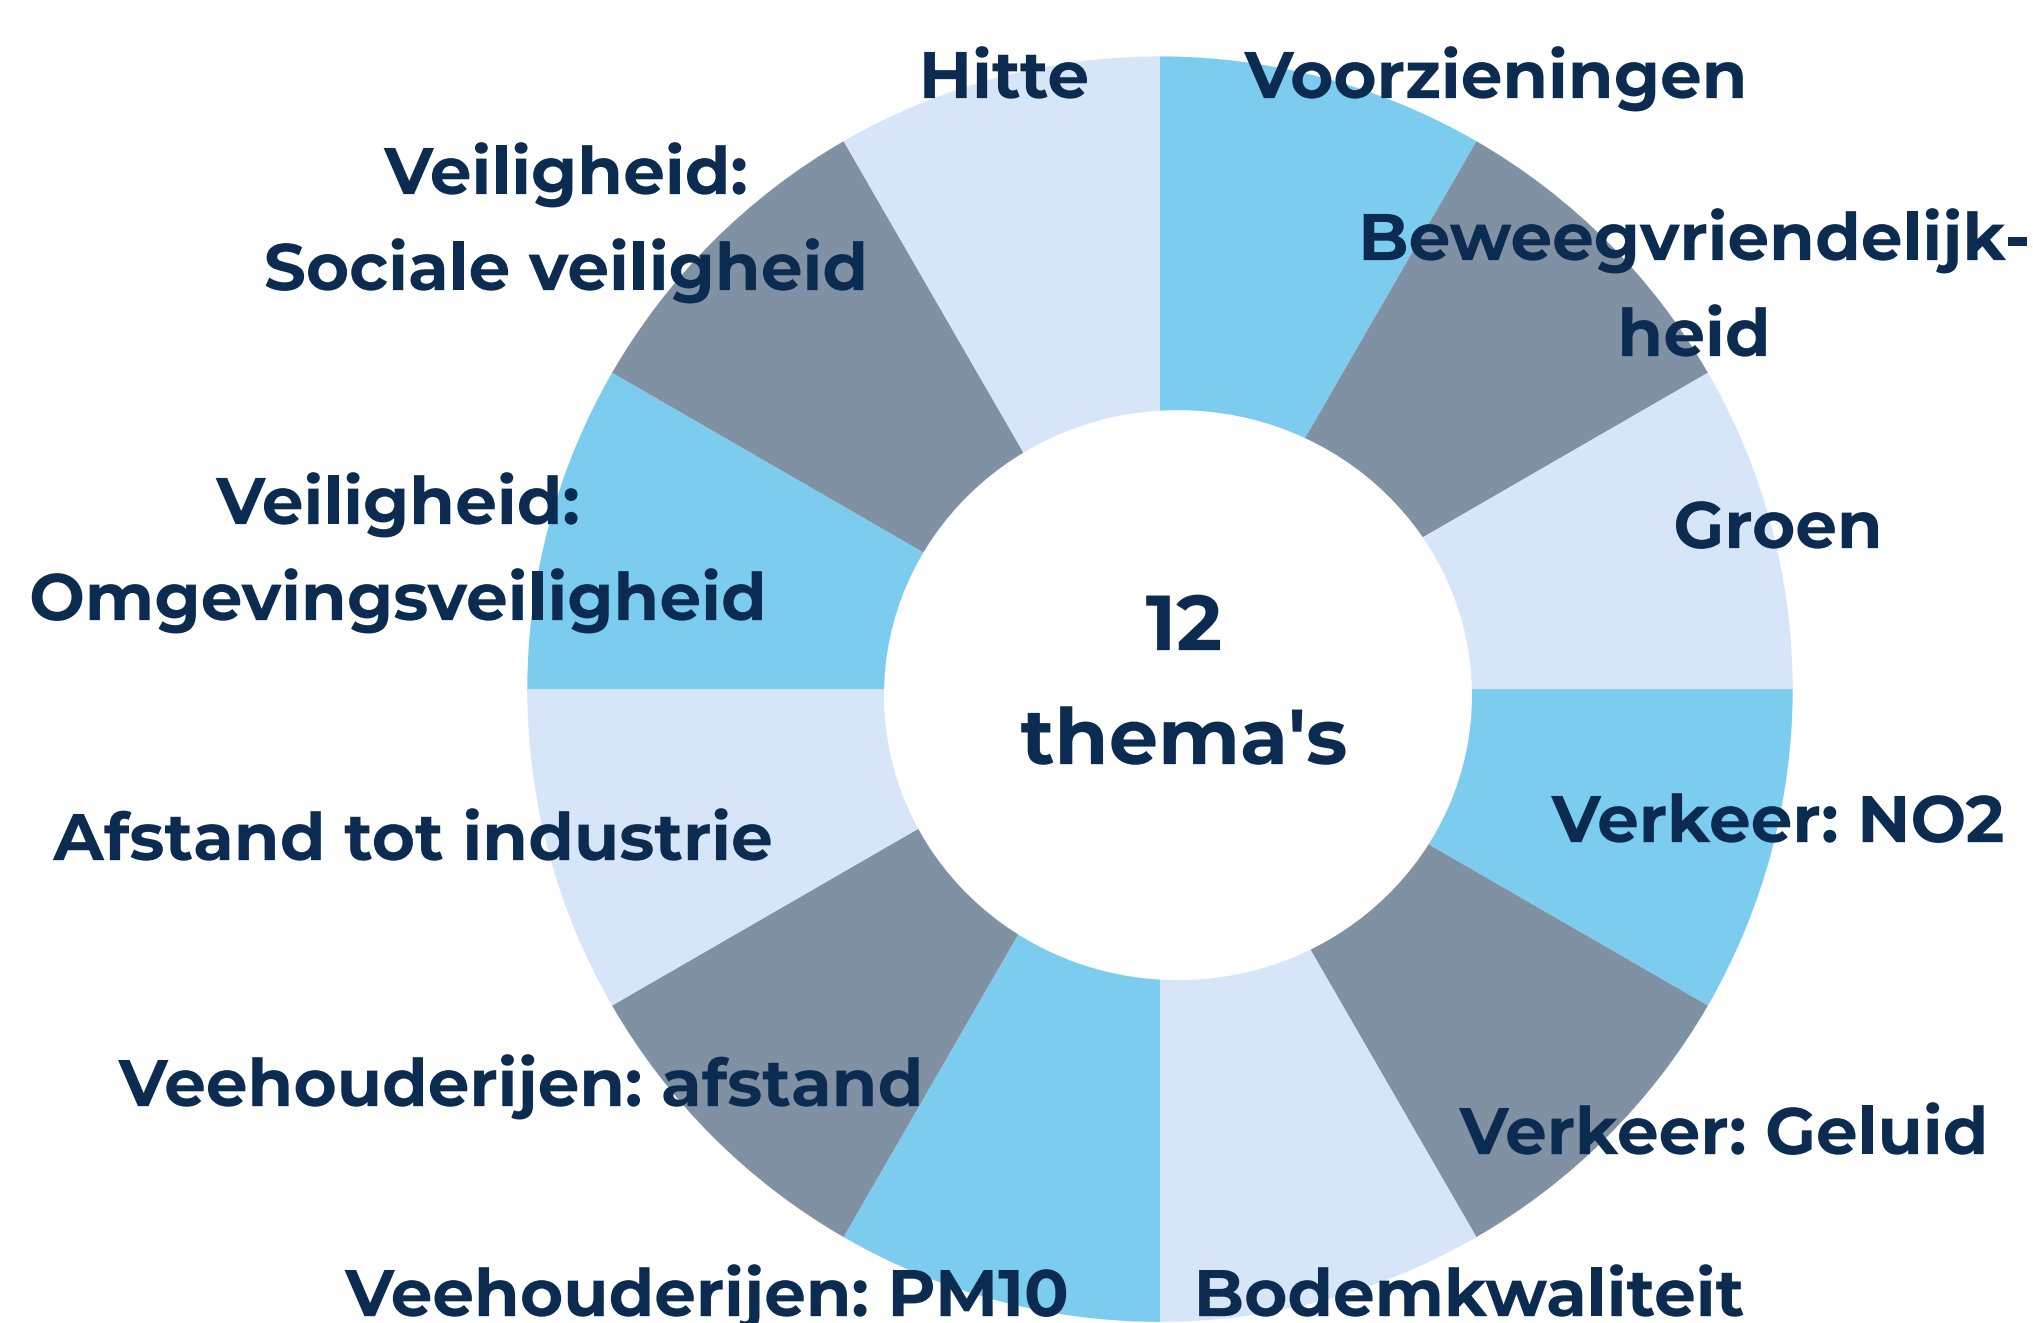 Hitte
Voorzieningen
Beweegvriendelijk-
heid
Groen
Verkeer: NO2
Verkeer: Geluid
Bodemkwaliteit
Veehouderijen: PM10
Veehouderijen: afstand
Afstand tot industrie
Veiligheid:
Omgevingsveiligheid
Veiligheid:
Sociale veiligheid
12
thema's